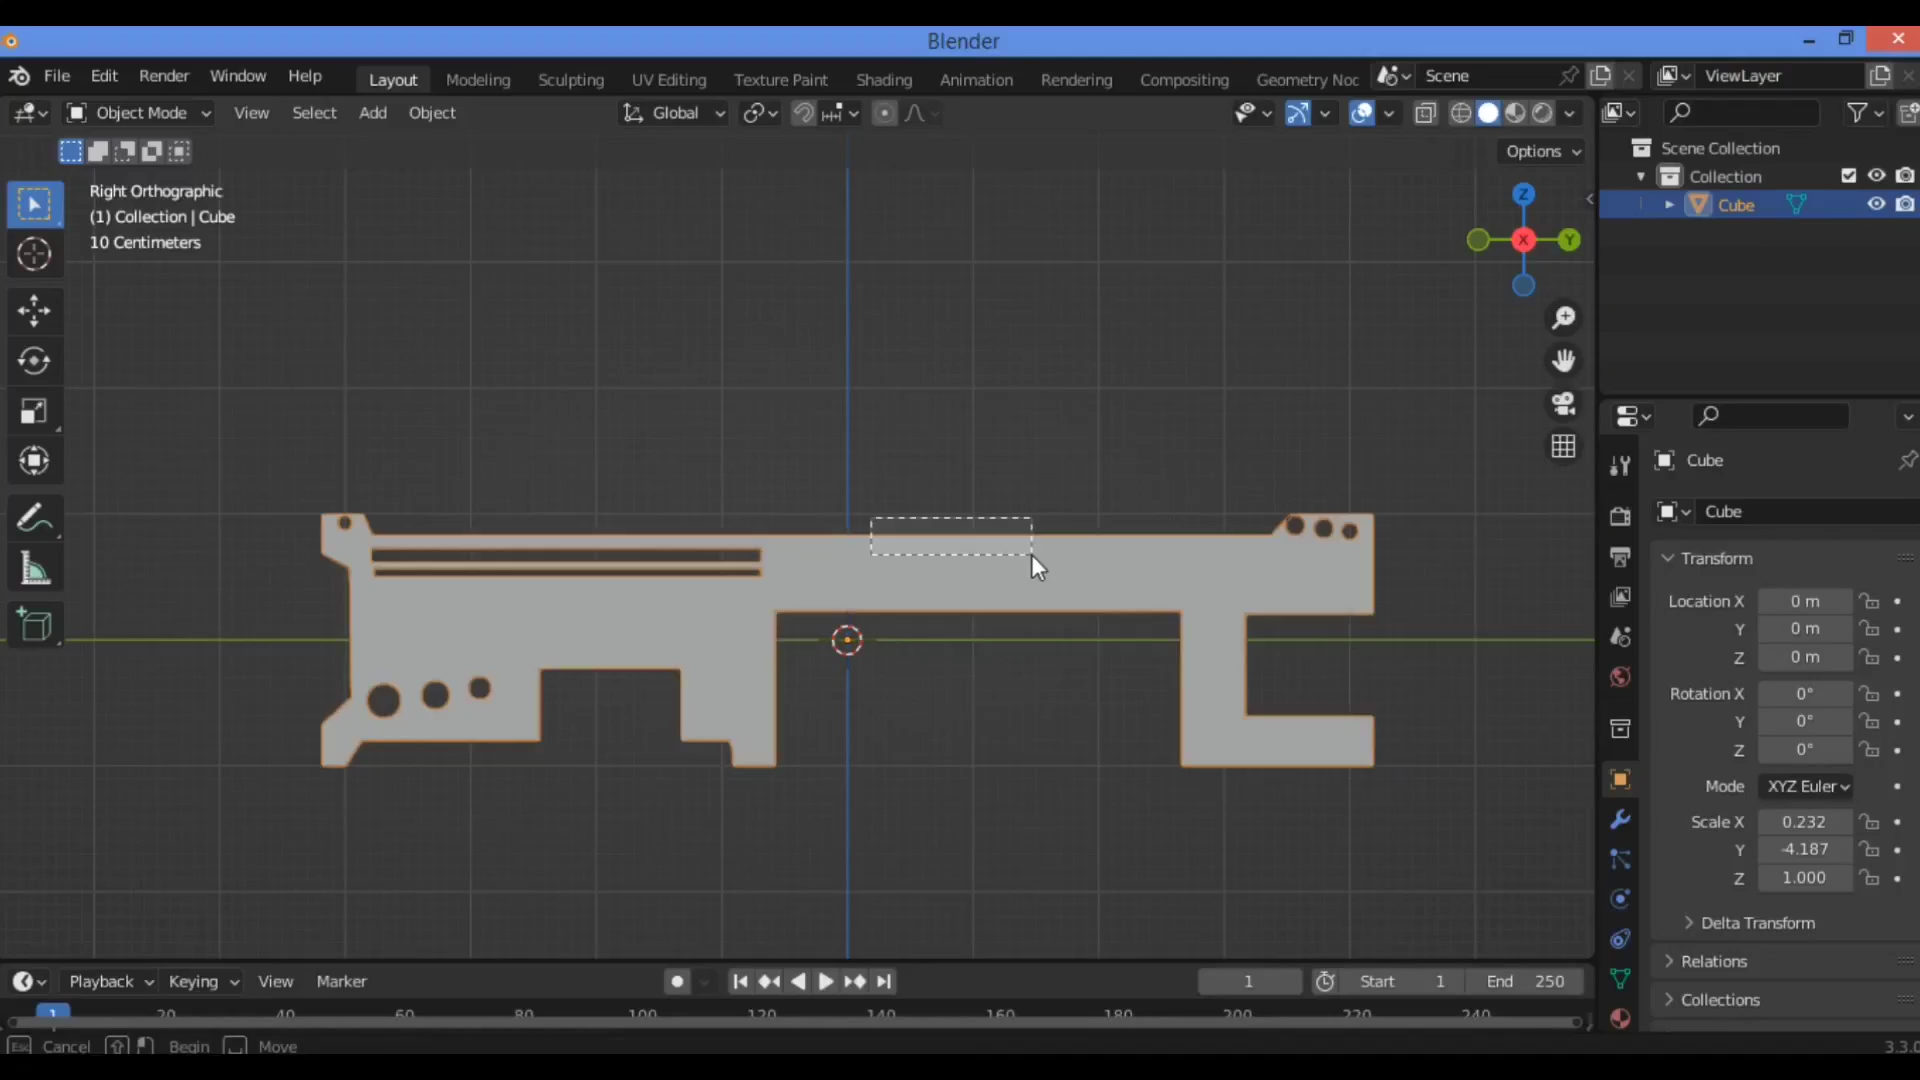 Blender
File Edit Render Window Help Layout Modeling Sculpting UV Editing Texture Paint Shading Animation Rendering Compositing Geometry Noc Scene ViewLayer
Object Mode View Select Add Object Global
Options
Right Orthographic
(1) Collection | Cube
10 Centimeters
Z
X
Y
Scene Collection
Collection
Cube
Cube
Cube
Transform
Location X 0 m
Y 0 m
Z 0 m
Rotation X 0°
Y 0°
Z 0°
Mode XYZ Euler
Scale X 0.232
Y -4.187
Z 1.000
Delta Transform
Relations
Collections
Playback Keying View Marker 1 Start 1 End 250
1 20 40 60 80 100 120 140 160 180 200 220 240
Esc Cancel Begin Move 3.3.0